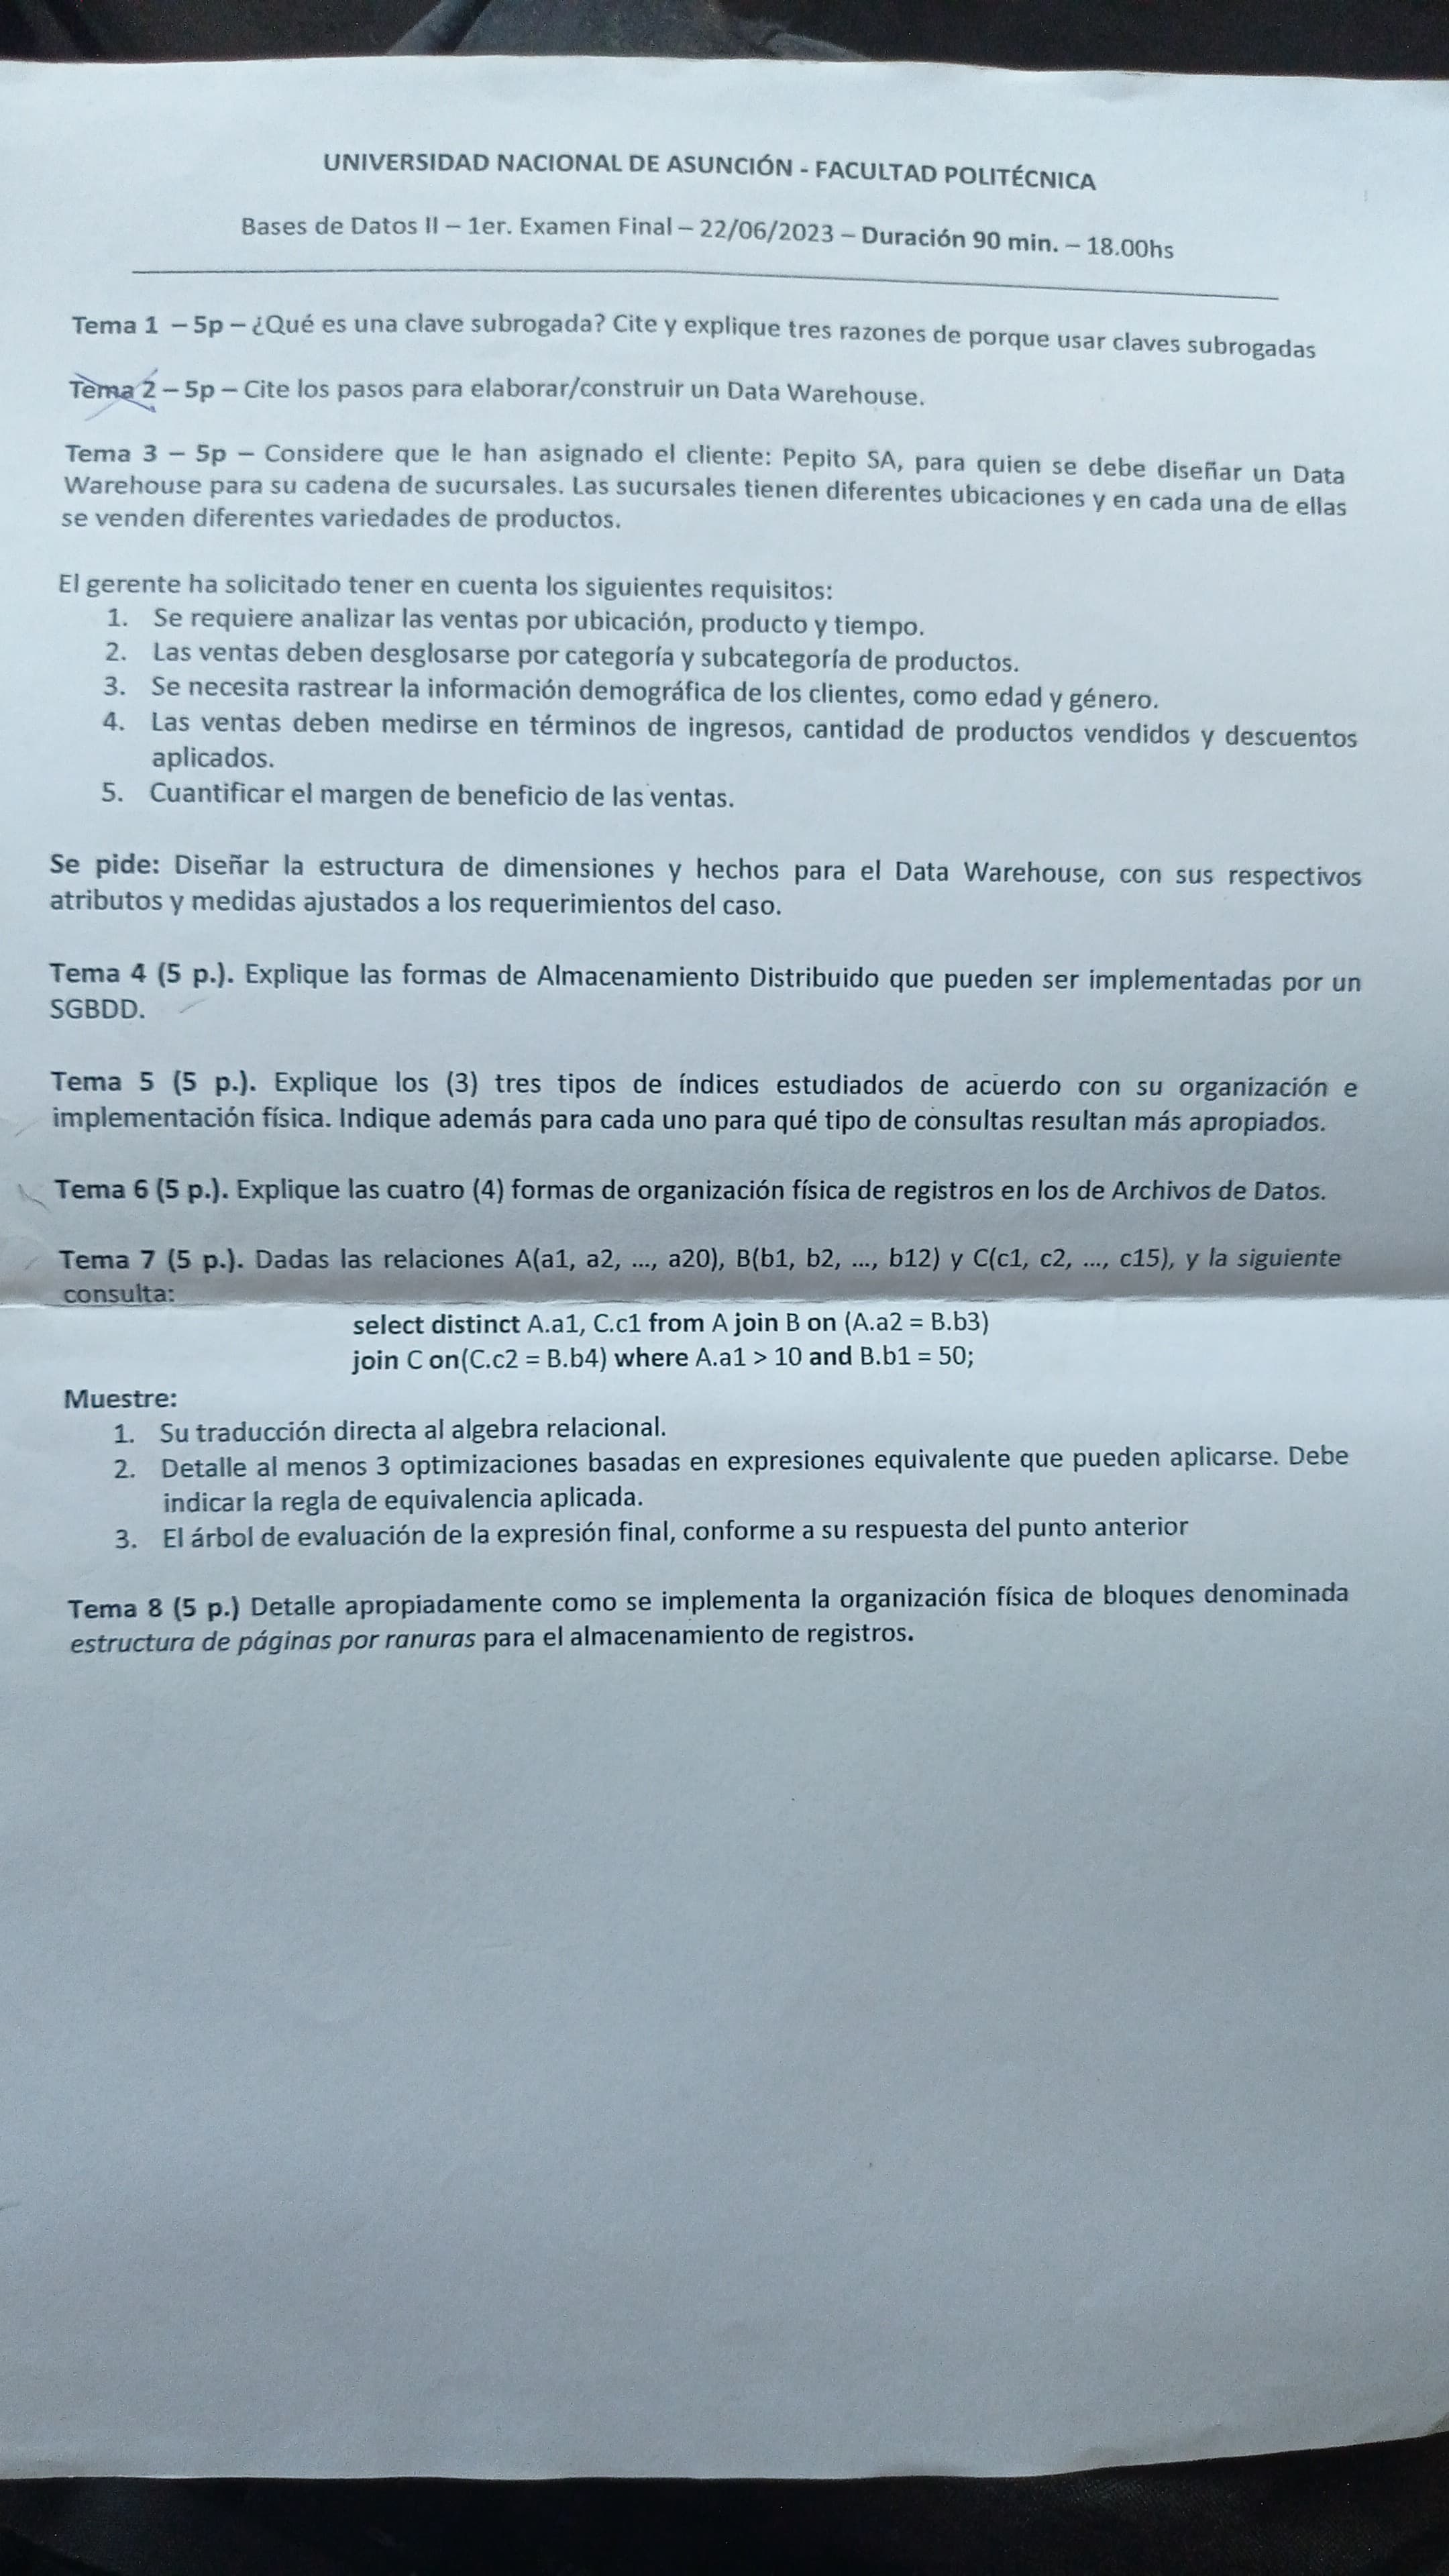 UNIVERSIDAD NACIONAL DE ASUNCIÓN - FACULTAD POLITÉCNICA
Bases de Datos II – 1er. Examen Final – 22/06/2023 – Duración 90 min. – 18.00hs
Tema 1 – 5p – ¿Qué es una clave subrogada? Cite y explique tres razones de porque usar claves subrogadas
Tema 2 – 5p – Cite los pasos para elaborar/construir un Data Warehouse.
Tema 3 – 5p – Considere que le han asignado el cliente: Pepito SA, para quien se debe diseñar un Data
Warehouse para su cadena de sucursales. Las sucursales tienen diferentes ubicaciones y en cada una de ellas
se venden diferentes variedades de productos.
El gerente ha solicitado tener en cuenta los siguientes requisitos:
1. Se requiere analizar las ventas por ubicación, producto y tiempo.
2. Las ventas deben desglosarse por categoría y subcategoría de productos.
3. Se necesita rastrear la información demográfica de los clientes, como edad y género.
4. Las ventas deben medirse en términos de ingresos, cantidad de productos vendidos y descuentos
aplicados.
5. Cuantificar el margen de beneficio de las ventas.
Se pide: Diseñar la estructura de dimensiones y hechos para el Data Warehouse, con sus respectivos
atributos y medidas ajustados a los requerimientos del caso.
Tema 4 (5 p.). Explique las formas de Almacenamiento Distribuido que pueden ser implementadas por un
SGBDD.
Tema 5 (5 p.). Explique los (3) tres tipos de índices estudiados de acuerdo con su organización e
implementación física. Indique además para cada uno para qué tipo de consultas resultan más apropiados.
Tema 6 (5 p.). Explique las cuatro (4) formas de organización física de registros en los de Archivos de Datos.
Tema 7 (5 p.). Dadas las relaciones A(a1, a2, ..., a20), B(b1, b2, ..., b12) y C(c1, c2, ..., c15), y la siguiente
consulta:
select distinct A.a1, C.c1 from A join B on (A.a2 = B.b3)
join C on(C.c2 = B.b4) where A.a1 > 10 and B.b1 = 50;
Muestre:
1. Su traducción directa al algebra relacional.
2. Detalle al menos 3 optimizaciones basadas en expresiones equivalente que pueden aplicarse. Debe
indicar la regla de equivalencia aplicada.
3. El árbol de evaluación de la expresión final, conforme a su respuesta del punto anterior
Tema 8 (5 p.) Detalle apropiadamente como se implementa la organización física de bloques denominada
estructura de páginas por ranuras para el almacenamiento de registros.